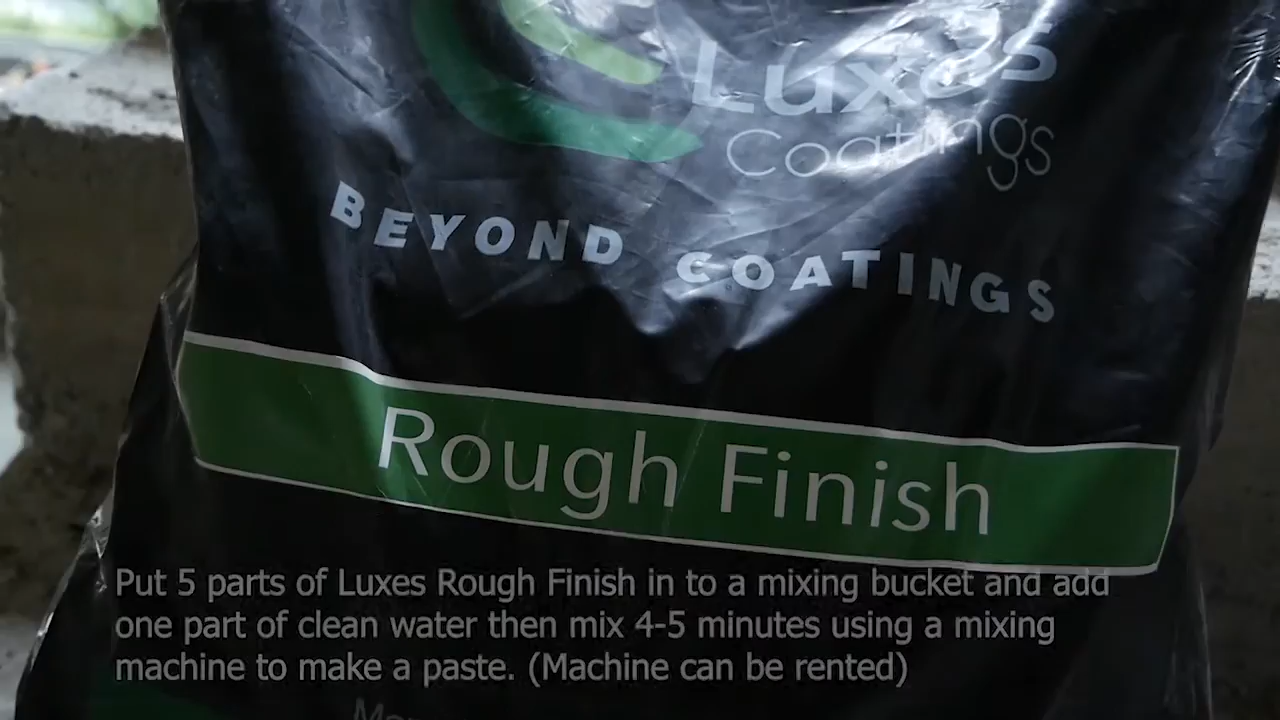 Luxes
Coatings
BEYOND COATINGS
Rough Finish
Put 5 parts of Luxes Rough Finish in to a mixing bucket and add
one part of clean water then mix 4-5 minutes using a mixing
machine to make a paste. (Machine can be rented)